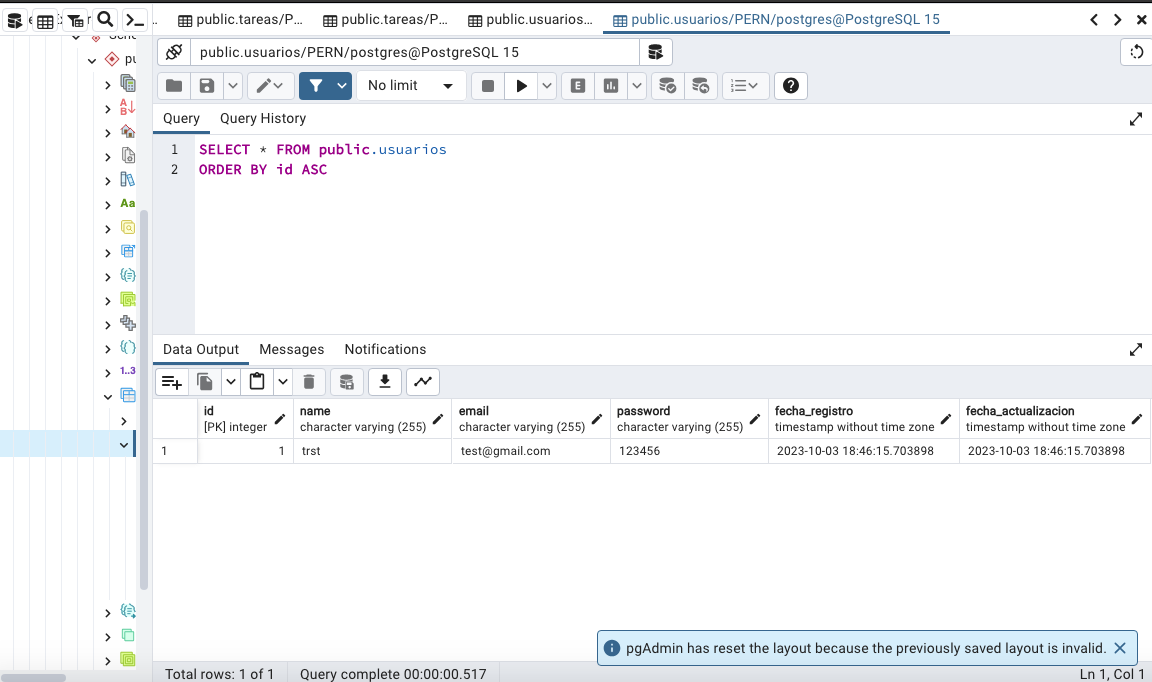 public.tareas/P...
public.tareas/P...
public.usuarios...
public.usuarios/PERN/postgres@PostgreSQL 15
public.usuarios/PERN/postgres@PostgreSQL 15
No limit
E
Query
Query History
1 SELECT * FROM public.usuarios
2 ORDER BY id ASC
Aa
1..3
Data Output
Messages
Notifications
id
[PK] integer
name
character varying (255)
email
character varying (255)
password
character varying (255)
fecha_registro
timestamp without time zone
fecha_actualizacion
timestamp without time zone
1 1 trst test@gmail.com 123456 2023-10-03 18:46:15.703898 2023-10-03 18:46:15.703898
pgAdmin has reset the layout because the previously saved layout is invalid.
Total rows: 1 of 1
Query complete 00:00:00.517
Ln 1, Col 1